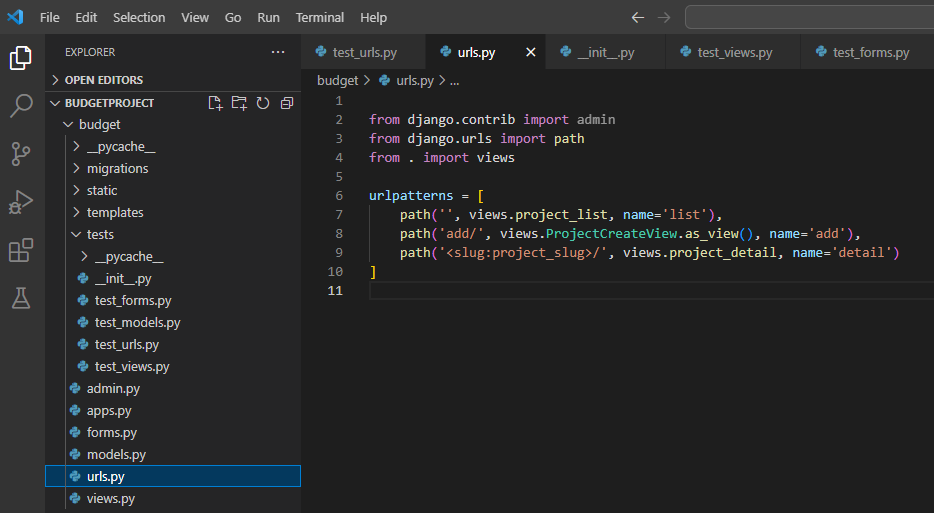 File Edit Selection View Go Run Terminal Help
EXPLORER
OPEN EDITORS
BUDGETPROJECT
budget
__pycache__
migrations
static
templates
tests
__pycache__
__init__.py
test_forms.py
test_models.py
test_urls.py
test_views.py
admin.py
apps.py
forms.py
models.py
urls.py
views.py
test_urls.py urls.py __init__.py test_views.py test_forms.py
budget > urls.py > ...
1
2 from django.contrib import admin
3 from django.urls import path
4 from . import views
5
6 urlpatterns = [
7     path('', views.project_list, name='list'),
8     path('add/', views.ProjectCreateView.as_view(), name='add'),
9     path('<slug:project_slug>/', views.project_detail, name='detail')
10 ]
11